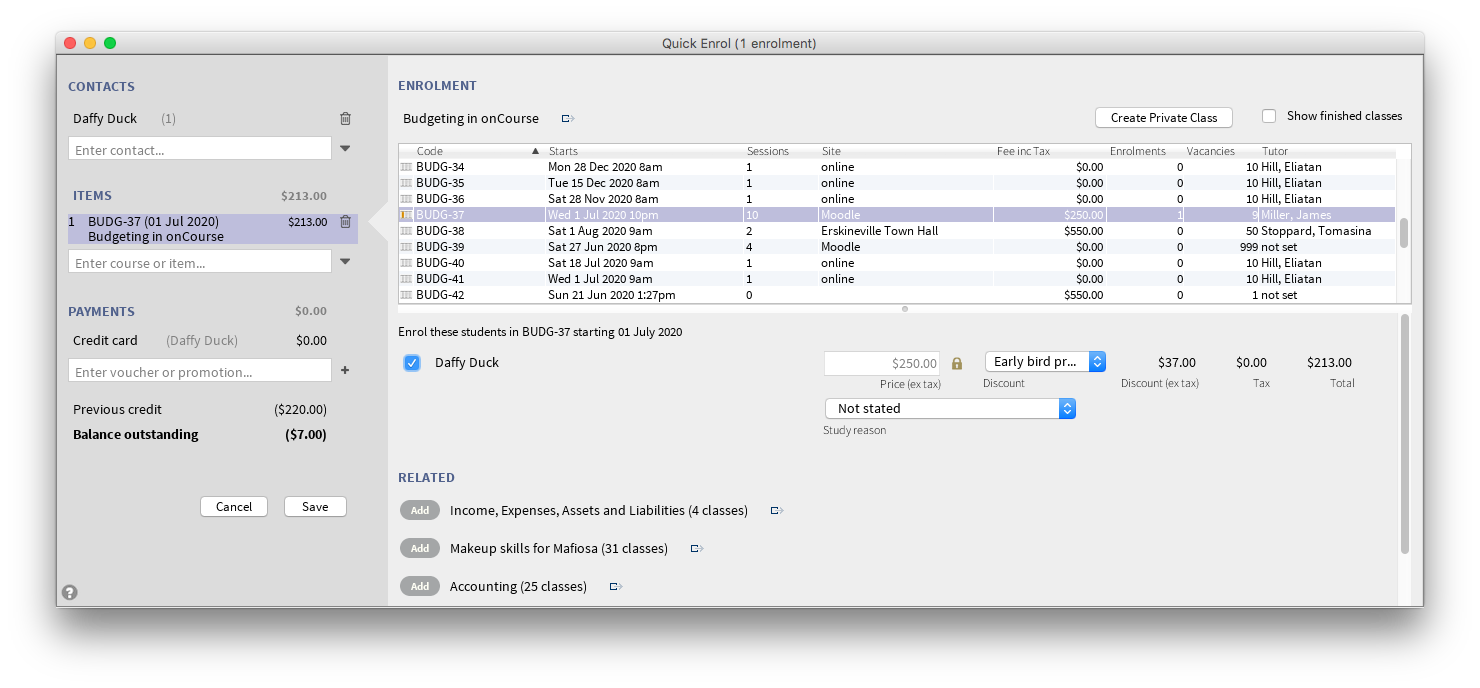 Quick Enrol (1 enrolment)
CONTACTS
Daffy Duck (1)
Enter contact...
ITEMS $213.00
1 BUDG-37 (01 Jul 2020) $213.00
Budgeting in onCourse
Enter course or item...
PAYMENTS $0.00
Credit card (Daffy Duck) $0.00
Enter voucher or promotion...
Previous credit ($220.00)
Balance outstanding ($7.00)
Cancel Save
?
ENROLMENT
Budgeting in onCourse Create Private Class Show finished classes
Code Starts Sessions Site Fee inc Tax Enrolments Vacancies Tutor
BUDG-34 Mon 28 Dec 2020 8am 1 online $0.00 0 10 Hill, Eliatan
BUDG-35 Tue 15 Dec 2020 8am 1 online $0.00 0 10 Hill, Eliatan
BUDG-36 Sat 28 Nov 2020 8am 1 online $0.00 0 10 Hill, Eliatan
BUDG-37 Wed 1 Jul 2020 10pm 10 Moodle $250.00 1 9 Miller, James
BUDG-38 Sat 1 Aug 2020 9am 2 Erskineville Town Hall $550.00 0 50 Stoppard, Tomasina
BUDG-39 Sat 27 Jun 2020 8pm 4 Moodle $0.00 0 999 not set
BUDG-40 Sat 18 Jul 2020 9am 1 online $0.00 0 10 Hill, Eliatan
BUDG-41 Wed 1 Jul 2020 9am 1 online $0.00 0 10 Hill, Eliatan
BUDG-42 Sun 21 Jun 2020 1:27pm 0 $550.00 0 1 not set
Enrol these students in BUDG-37 starting 01 July 2020
Daffy Duck $250.00 Early bird pr... $37.00 $0.00 $213.00
Price (ex tax) Discount Discount (ex tax) Tax Total
Not stated
Study reason
RELATED
Add Income, Expenses, Assets and Liabilities (4 classes)
Add Makeup skills for Mafiosa (31 classes)
Add Accounting (25 classes)